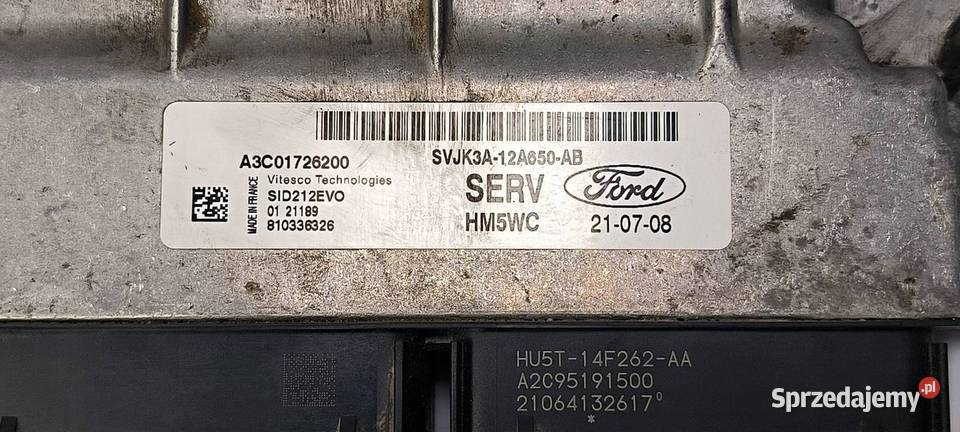 A3C01726200
SVJK3A-12A650-AB
MADE IN FRANCE
Vitesco Technologies
SID212EVO
01 21189
810336326
SERV
Ford
HM5WC
21-07-08
HU5T-14F262-AA
A2C95191500
21064132617⁰
*
Sprzedajemy.pl